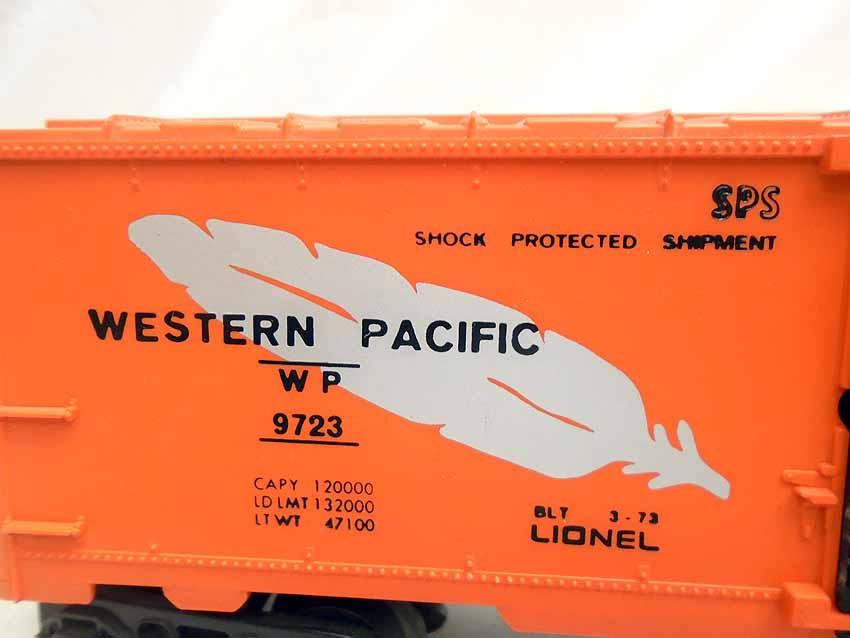 SPS
SHOCK PROTECTED SHIPMENT
WESTERN PACIFIC
WP
9723
CAPY 120000
LD LMT 132000
LT WT 47100
BLT 3-73
LIONEL